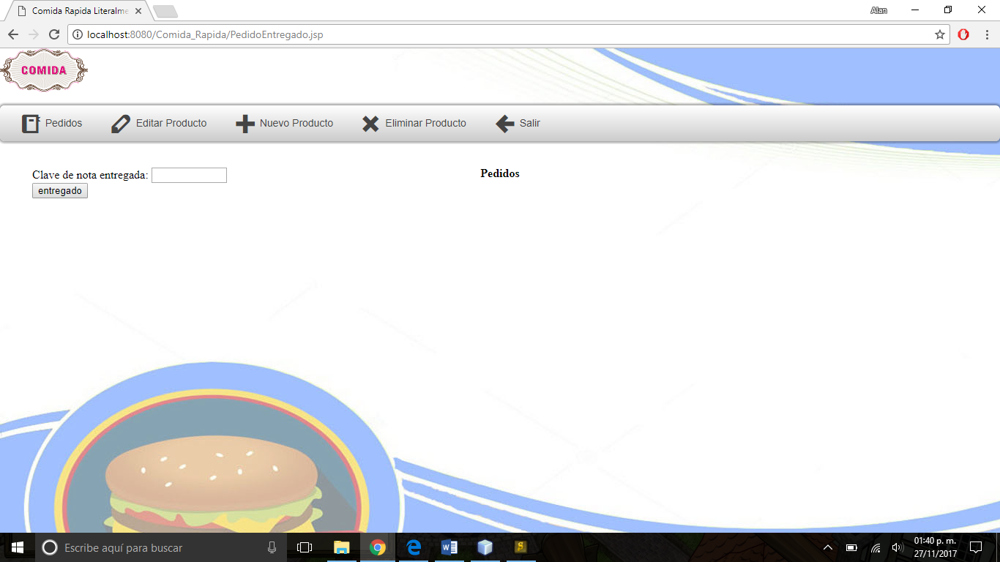 Comida Rapida Literalme
Alan
localhost:8080/Comida_Rapida/PedidoEntregado.jsp
COMIDA
Pedidos Editar Producto Nuevo Producto Eliminar Producto Salir
Clave de nota entregada:
Pedidos
entregado
Escribe aquí para buscar
01:40 p. m.
27/11/2017